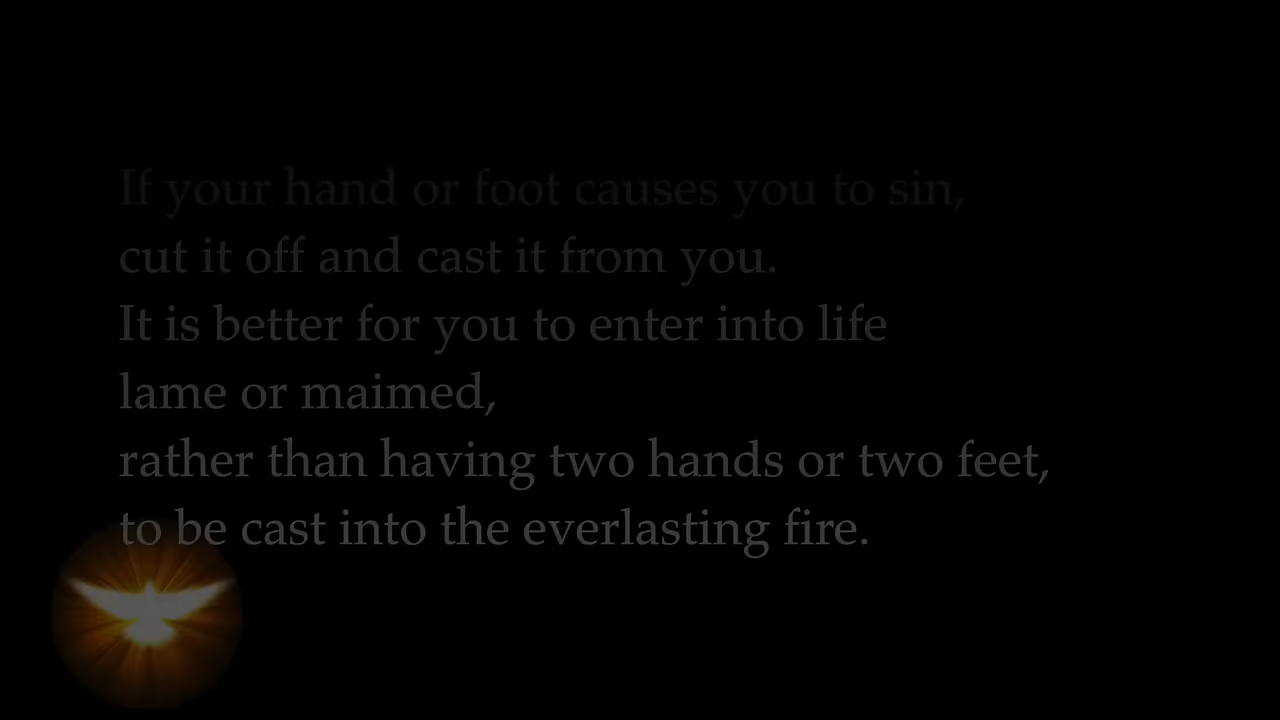 If your hand or foot causes you to sin,
cut it off and cast it from you.
It is better for you to enter into life
lame or maimed,
rather than having two hands or two feet,
to be cast into the everlasting fire.